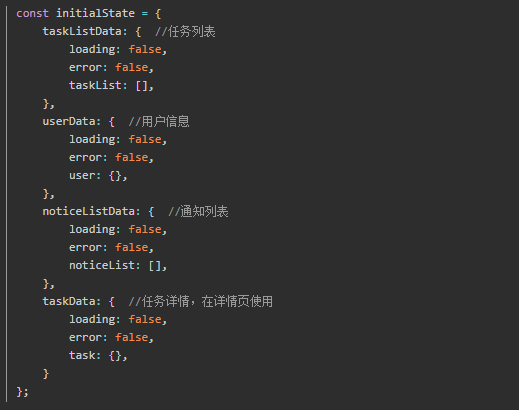 const initialState = {
    taskListData: {  //任务列表
        loading: false,
        error: false,
        taskList: [],
    },
    userData: {  //用户信息
        loading: false,
        error: false,
        user: {},
    },
    noticeListData: {  //通知列表
        loading: false,
        error: false,
        noticeList: [],
    },
    taskData: {  //任务详情，在详情页使用
        loading: false,
        error: false,
        task: {},
    }
};